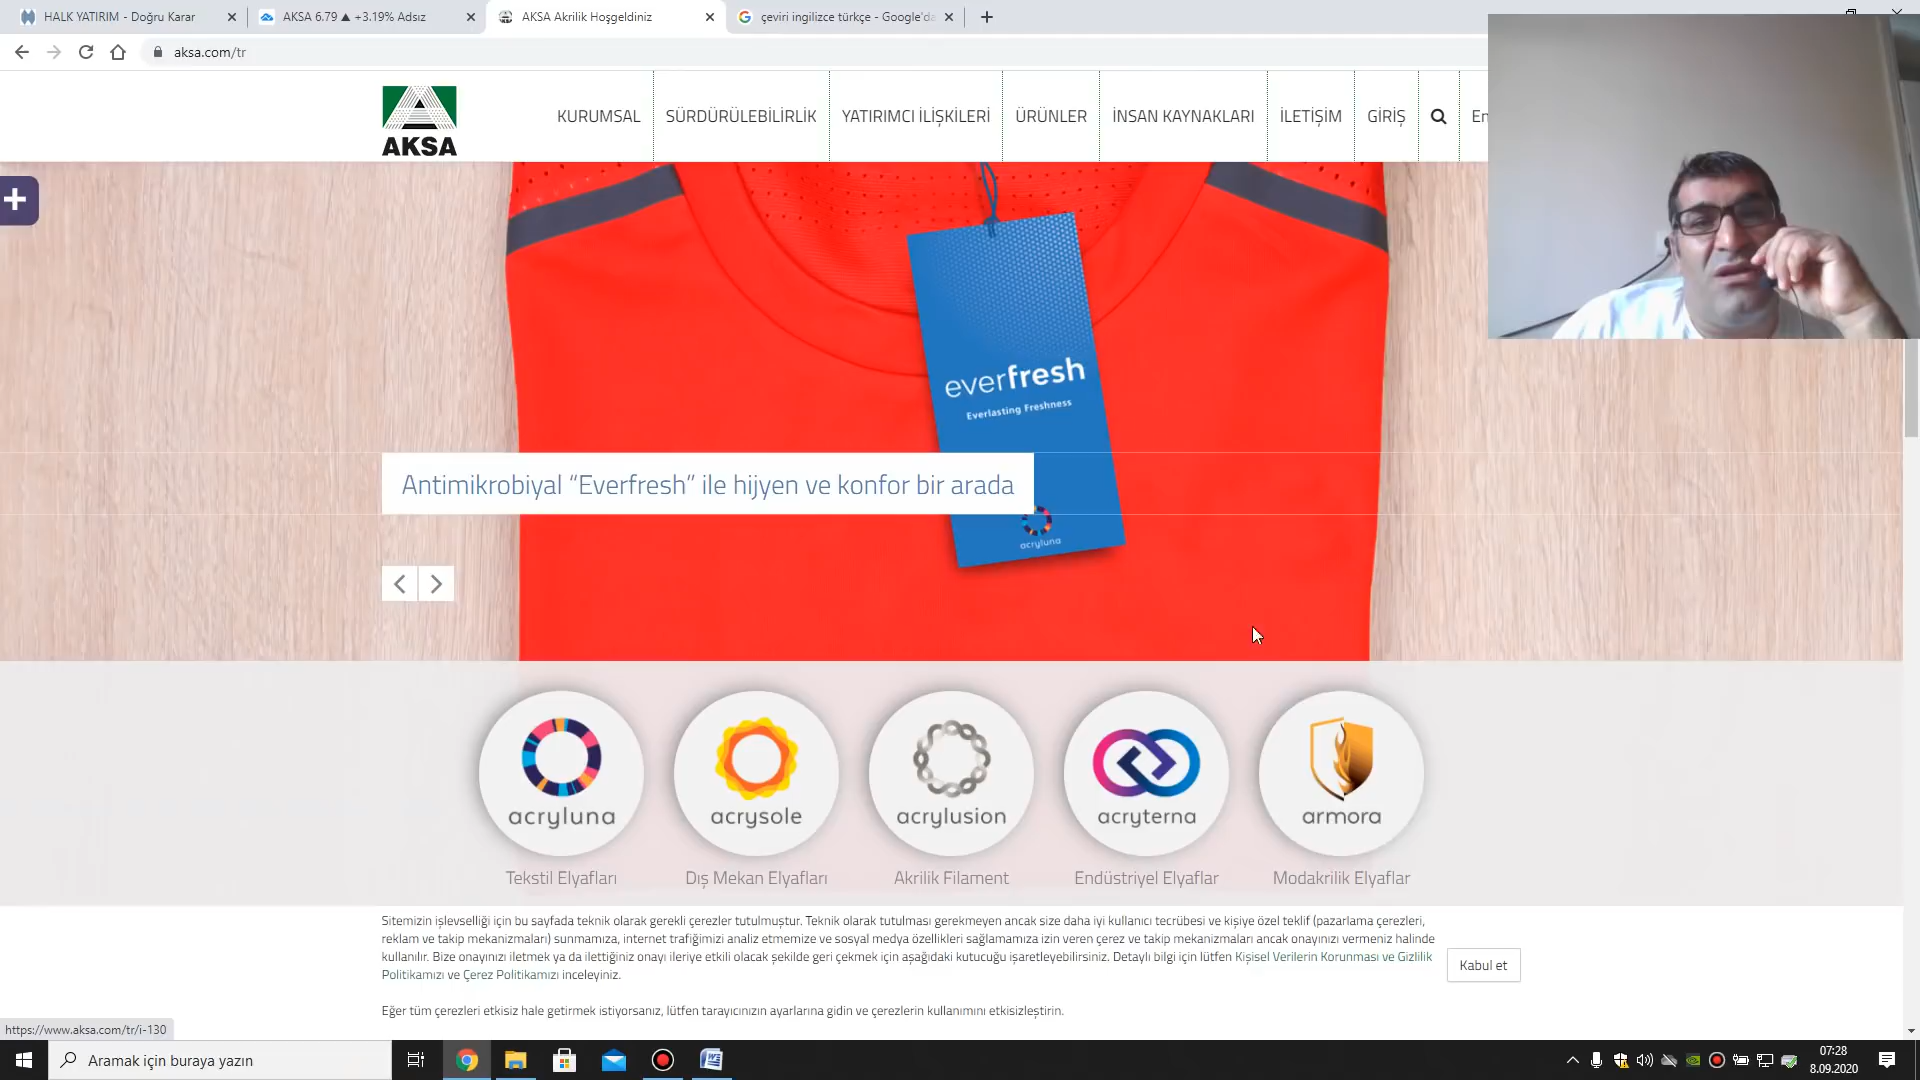 HALK YATIRIM - Doğru Karar
AKSA 6.79 ▲ +3.19% Adsız
AKSA Akrilik Hoşgeldiniz
çeviri ingilizce türkçe - Google'da
aksa.com/tr
AKSA
KURUMSAL
SÜRDÜRÜLEBİLİRLİK
YATIRIMCI İLİŞKİLERİ
ÜRÜNLER
İNSAN KAYNAKLARI
İLETİŞİM
GİRİŞ
En
everfresh
Everlasting Freshness
Antimikrobiyal “Everfresh” ile hijyen ve konfor bir arada
acryluna
acryluna
acrysole
acrylusion
acryterna
armora
Tekstil Elyafları
Dış Mekan Elyafları
Akrilik Filament
Endüstriyel Elyaflar
Modakrilik Elyaflar
Sitemizin işlevselliği için bu sayfada teknik olarak gerekli çerezler tutulmuştur. Teknik olarak tutulması gerekmeyen ancak size daha iyi kullanıcı tecrübesi ve kişiye özel teklif (pazarlama çerezleri,
reklam ve takip mekanizmaları) sunmamıza, internet trafiğimizi analiz etmemize ve sosyal medya özellikleri sağlamamıza izin veren çerez ve takip mekanizmaları ancak onayınızı vermeniz halinde
kullanılır. Bize onayınızı iletmek ya da ilettiğiniz onayı ileriye etkili olacak şekilde geri çekmek için aşağıdaki kutucuğu işaretleyebilirsiniz. Detaylı bilgi için lütfen Kişisel Verilerin Korunması ve Gizlilik
Politikamızı ve Çerez Politikamızı inceleyiniz.
Kabul et
Eğer tüm çerezleri etkisiz hale getirmek istiyorsanız, lütfen tarayıcınızın ayarlarına gidin ve çerezlerin kullanımını etkisizleştirin.
https://www.aksa.com/tr/i-130
Aramak için buraya yazın
07:28
8.09.2020